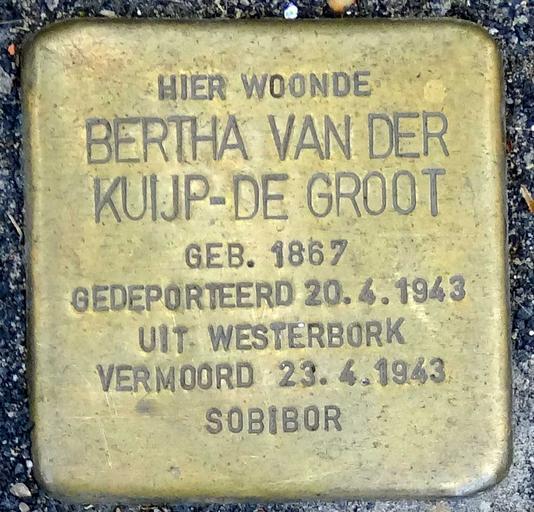 HIER WOONDE
BERTHA VAN DER
KUIJP-DE GROOT
GEB. 1867
GEDEPORTEERD 20.4.1943
UIT WESTERBORK
VERMOORD 23.4.1943
SOBIBOR